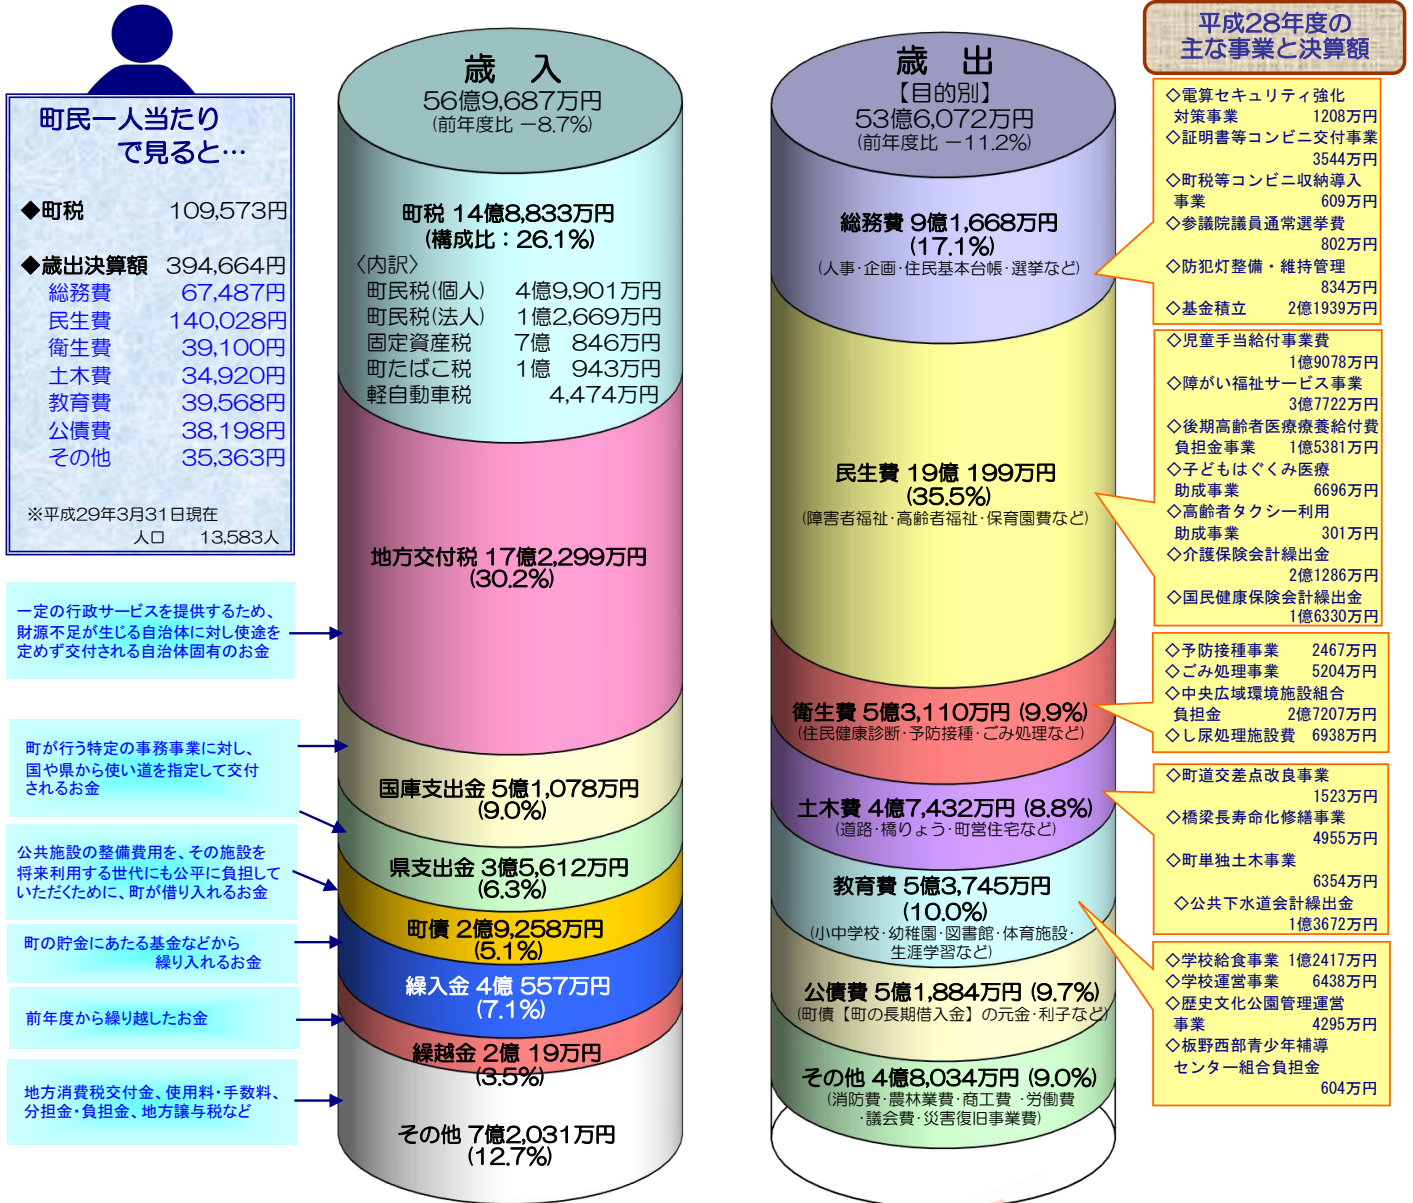 町民一人当たり
で見ると…
◆町税 109,573円
◆歳出決算額 394,664円
総務費 67,487円
民生費 140,028円
衛生費 39,100円
土木費 34,920円
教育費 39,568円
公債費 38,198円
その他 35,363円
※平成29年3月31日現在
人口 13,583人
一定の行政サービスを提供するため、
財源不足が生じる自治体に対し使途を
定めず交付される自治体固有のお金
町が行う特定の事務事業に対し、
国や県から使い道を指定して交付
されるお金
公共施設の整備費用を、その施設を
将来利用する世代にも公平に負担して
いただくために、町が借り入れるお金
町の貯金にあたる基金などから
繰り入れるお金
前年度から繰り越したお金
地方消費税交付金、使用料・手数料、
分担金・負担金、地方譲与税など
歳 入
56億9,687万円
(前年度比 －8.7%)
町税 14億8,833万円
(構成比：26.1%)
〈内訳〉
町民税(個人) 4億9,901万円
町民税(法人) 1億2,669万円
固定資産税 7億 846万円
町たばこ税 1億 943万円
軽自動車税 4,474万円
地方交付税 17億2,299万円
(30.2%)
国庫支出金 5億1,078万円
(9.0%)
県支出金 3億5,612万円
(6.3%)
町債 2億9,258万円
(5.1%)
繰入金 4億 557万円
(7.1%)
繰越金 2億 19万円
(3.5%)
その他 7億2,031万円
(12.7%)
歳 出
【目的別】
53億6,072万円
(前年度比 －11.2%)
総務費 9億1,668万円
(17.1%)
(人事・企画・住民基本台帳・選挙など)
民生費 19億 199万円
(35.5%)
(障害者福祉・高齢者福祉・保育園費など)
衛生費 5億3,110万円 (9.9%)
(住民健康診断・予防接種・ごみ処理など)
土木費 4億7,432万円 (8.8%)
(道路・橋りょう・町営住宅など)
教育費 5億3,745万円
(10.0%)
(小中学校・幼稚園・図書館・体育施設・
生涯学習など)
公債費 5億1,884万円 (9.7%)
(町債【町の長期借入金】の元金・利子など)
その他 4億8,034万円 (9.0%)
(消防費・農林業費・商工費 ・労働費
・議会費・災害復旧事業費)
平成28年度の
主な事業と決算額
◇電算セキュリティ強化
対策事業 1208万円
◇証明書等コンビニ交付事業
3544万円
◇町税等コンビニ収納導入
事業 609万円
◇参議院議員通常選挙費
802万円
◇防犯灯整備・維持管理
834万円
◇基金積立 2億1939万円
◇児童手当給付事業費
1億9078万円
◇障がい福祉サービス事業
3億7722万円
◇後期高齢者医療療養給付費
負担金事業 1億5381万円
◇子どもはぐくみ医療
助成事業 6696万円
◇高齢者タクシー利用
助成事業 301万円
◇介護保険会計繰出金
2億1286万円
◇国民健康保険会計繰出金
1億6330万円
◇予防接種事業 2467万円
◇ごみ処理事業 5204万円
◇中央広域環境施設組合
負担金 2億7207万円
◇し尿処理施設費 6938万円
◇町道交差点改良事業
1523万円
◇橋梁長寿命化修繕事業
4955万円
◇町単独土木事業
6354万円
◇公共下水道会計繰出金
1億3672万円
◇学校給食事業 1億2417万円
◇学校運営事業 6438万円
◇歴史文化公園管理運営
事業 4295万円
◇板野西部青少年補導
センター組合負担金
604万円